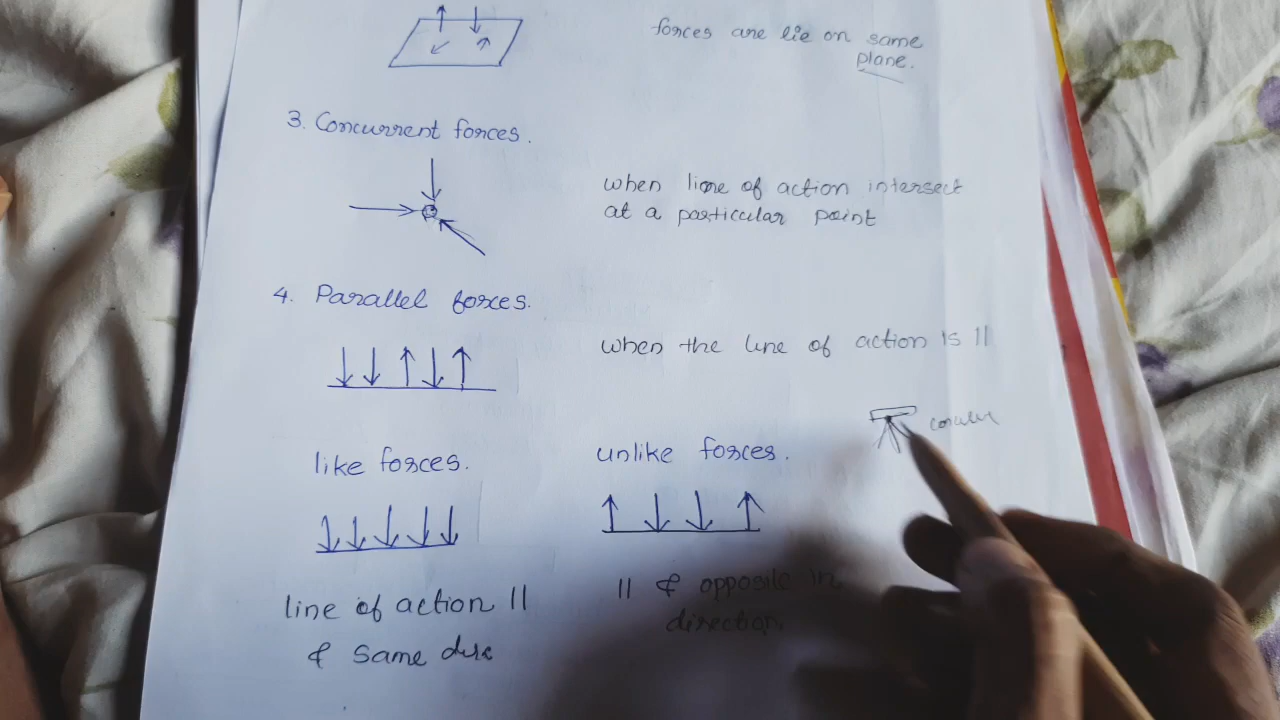 forces are lie on same
plane.
3. Concurrent forces.
when line of action intersect
at a particular point
4. Parallel forces.
when the line of action is ||
like forces.
unlike forces.
line of action ||
& same dire
|| & opposite in
direction.